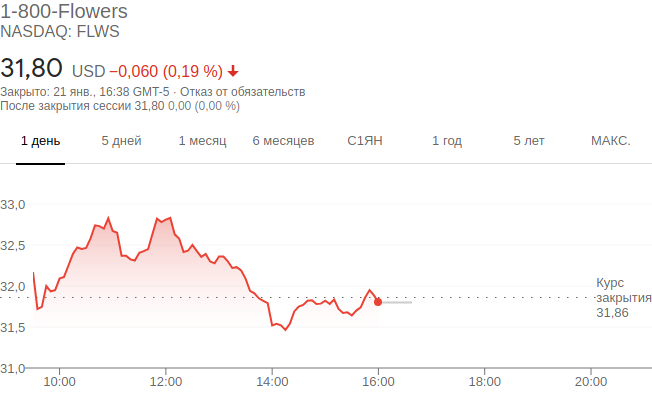 1-800-Flowers
NASDAQ: FLWS
31,80 USD −0,060 (0,19 %)
Закрыто: 21 янв., 16:38 GMT-5 · Отказ от обязательств
После закрытия сессии 31,80 0,00 (0,00 %)
1 день 5 дней 1 месяц 6 месяцев С1ЯН 1 год 5 лет МАКС.
33,0
32,5
32,0
31,5
31,0
Курс
закрытия
31,86
10:00 12:00 14:00 16:00 18:00 20:00